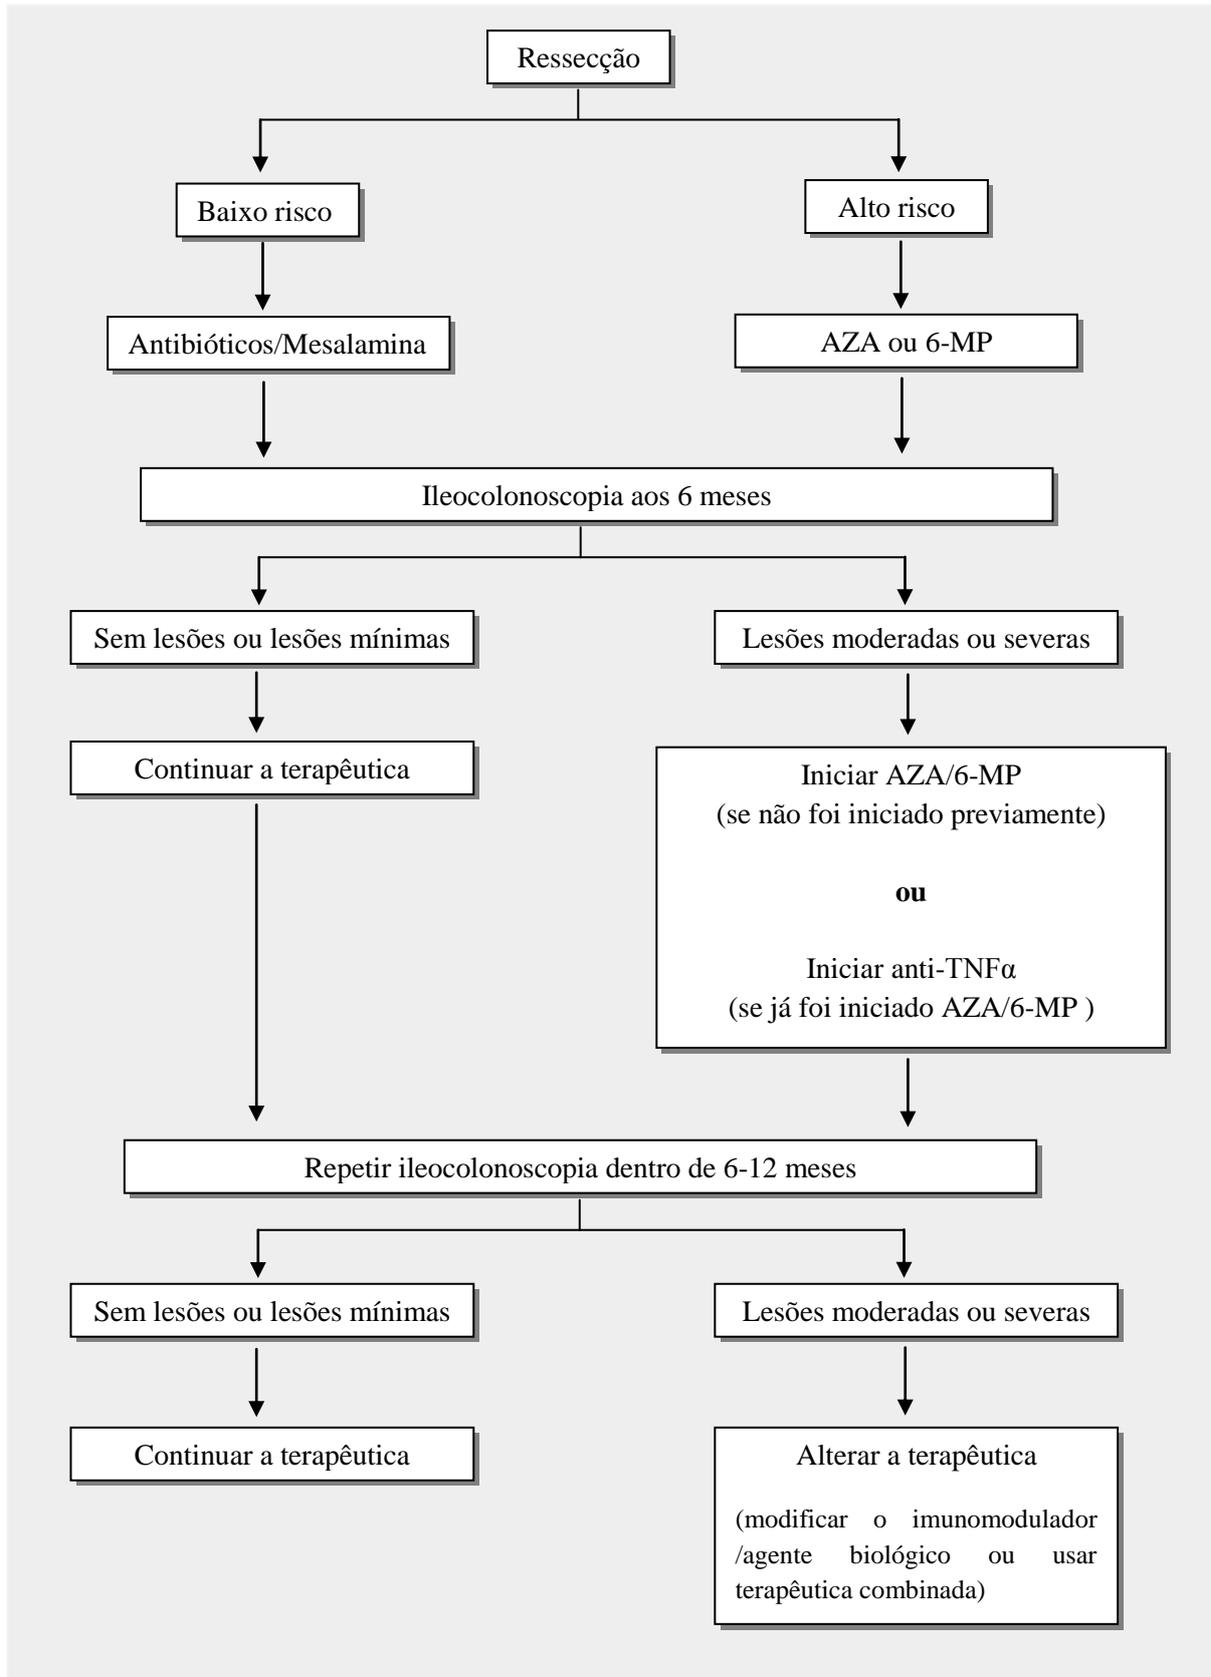 Ressecção
Baixo risco
Alto risco
Antibióticos/Mesalamina
AZA ou 6-MP
Ileocolonoscopia aos 6 meses
Sem lesões ou lesões mínimas
Lesões moderadas ou severas
Continuar a terapêutica
Iniciar AZA/6-MP
(se não foi iniciado previamente)
ou
Iniciar anti-TNFα
(se já foi iniciado AZA/6-MP )
Repetir ileocolonoscopia dentro de 6-12 meses
Sem lesões ou lesões mínimas
Lesões moderadas ou severas
Continuar a terapêutica
Alterar a terapêutica
(modificar o imunomodulador
/agente biológico ou usar
terapêutica combinada)